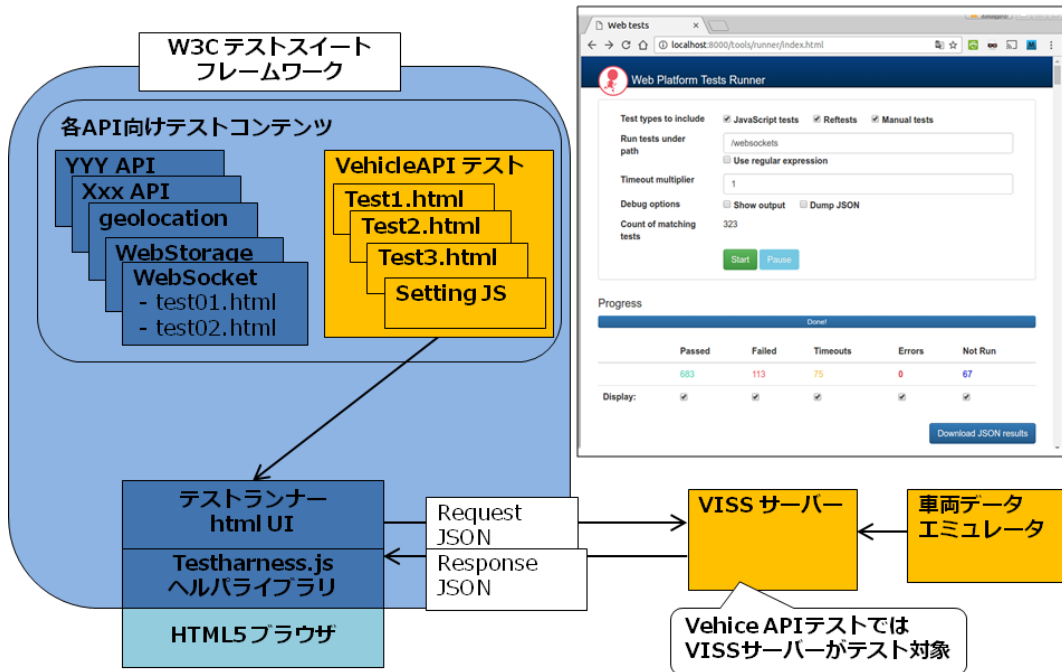 W3C テストスイート
フレームワーク
各API向けテストコンテンツ
YYY API
Xxx API
geolocation
WebStorage
WebSocket
- test01.html
- test02.html
VehicleAPI テスト
Test1.html
Test2.html
Test3.html
Setting JS
テストランナー
html UI
Testharness.js
ヘルパライブラリ
HTML5 ブラウザ
Request
JSON
Response
JSON
VISS サーバー
車両データ
エミュレータ
Vehice APIテストでは
VISSサーバーがテスト対象
Web tests
localhost:8000/tools/runner/index.html
Web Platform Tests Runner
Test types to include
JavaScript tests
Reftests
Manual tests
Run tests under
path
/websockets
Use regular expression
Timeout multiplier
1
Debug options
Show output
Dump JSON
Count of matching
tests
323
Start
Pause
Progress
Done!
Passed Failed Timeouts Errors Not Run
683 113 75 0 67
Display:
Download JSON results